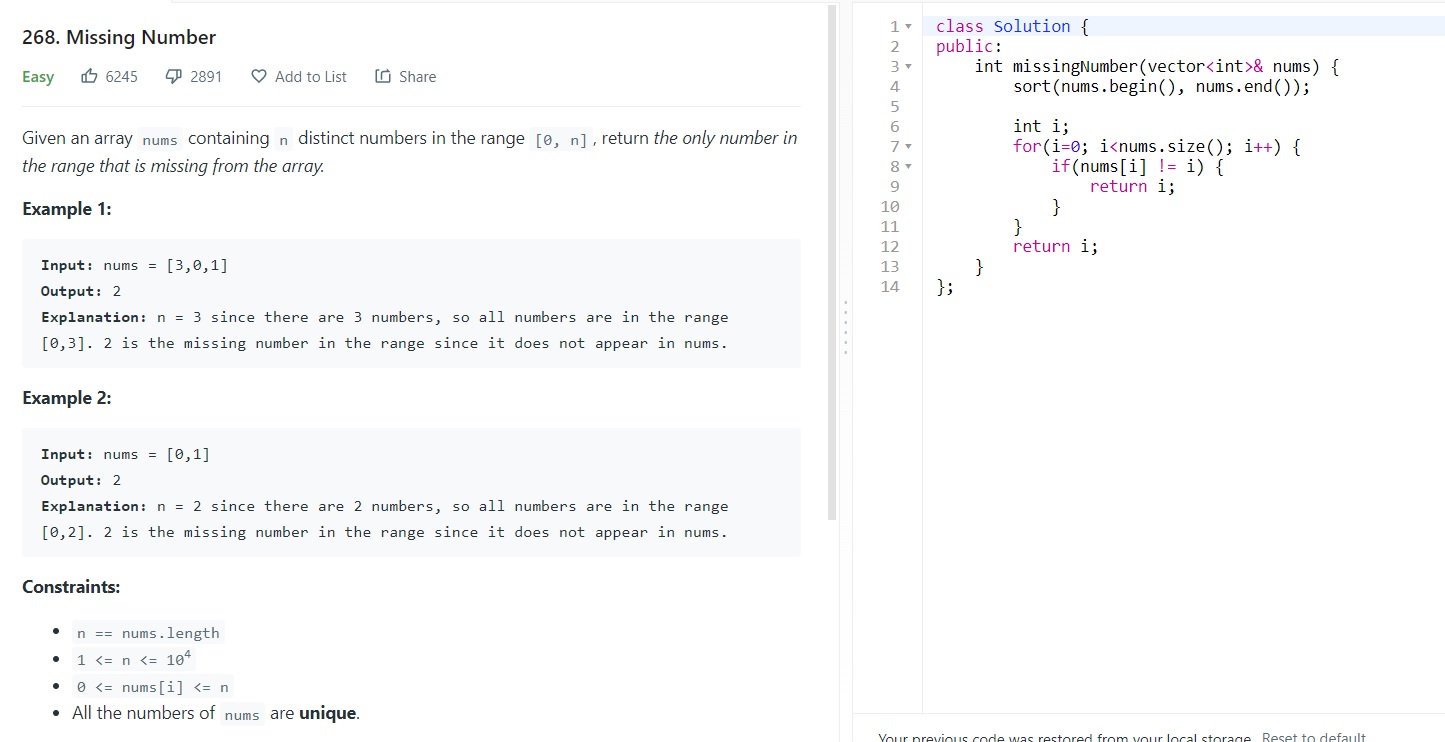 268. Missing Number
Easy 6245 2891 Add to List Share
Given an array nums containing n distinct numbers in the range [0, n], return the only number in
the range that is missing from the array.
Example 1:
Input: nums = [3,0,1]
Output: 2
Explanation: n = 3 since there are 3 numbers, so all numbers are in the range
[0,3]. 2 is the missing number in the range since it does not appear in nums.
Example 2:
Input: nums = [0,1]
Output: 2
Explanation: n = 2 since there are 2 numbers, so all numbers are in the range
[0,2]. 2 is the missing number in the range since it does not appear in nums.
Constraints:
• n == nums.length
• 1 <= n <= 10⁴
• 0 <= nums[i] <= n
• All the numbers of nums are unique.
1 class Solution {
2 public:
3     int missingNumber(vector<int>& nums) {
4         sort(nums.begin(), nums.end());
5
6         int i;
7         for(i=0; i<nums.size(); i++) {
8             if(nums[i] != i) {
9                 return i;
10             }
11         }
12         return i;
13     }
14 };
Your previous code was restored from your local storage. Reset to default